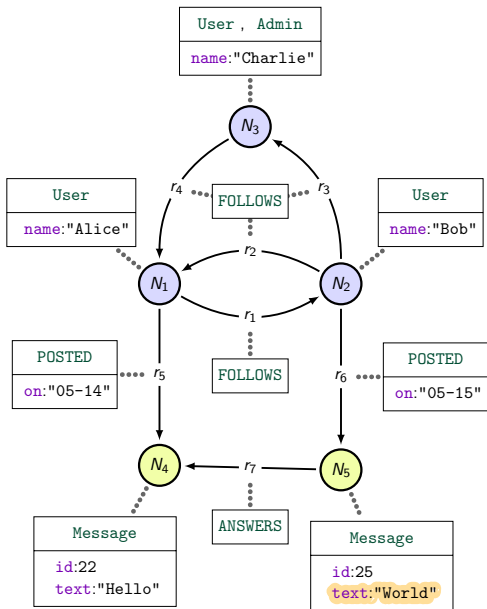 User , Admin
name:"Charlie"
N3
r4
r3
FOLLOWS
User
name:"Alice"
User
name:"Bob"
r2
N1
N2
r1
POSTED
on:"05-14"
r5
FOLLOWS
r6
POSTED
on:"05-15"
N4
r7
N5
Message
id:22
text:"Hello"
ANSWERS
Message
id:25
text:"World"